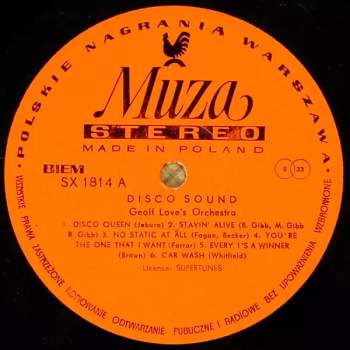 • POLSKIE NAGRANIA WARSZAWA •
Muza
STEREO
MADE IN POLAND
BIEM
SX 1814 A
S 33
DISCO SOUND
Geoff Love's Orchestra
1. DISCO QUEEN (Jabara) 2. STAYIN' ALIVE (B. Gibb, M. Gibb
R. Gibb) 3. NO STATIC AT ALL (Fagan, Becker) 4. YOU'RE
THE ONE THAT I WANT (Farrar) 5. EVERY 1'S A WINNER
(Brown) 6. CAR WASH (Whitfield)
Licence: SUPERTUNES
WSZYSTKIE PRAWA ZASTRZEŻONE KOPIOWANIE ODTWARZANIE PUBLICZNE I RADIOWE BEZ UPOWAŻNIENIA WZBRONIONE